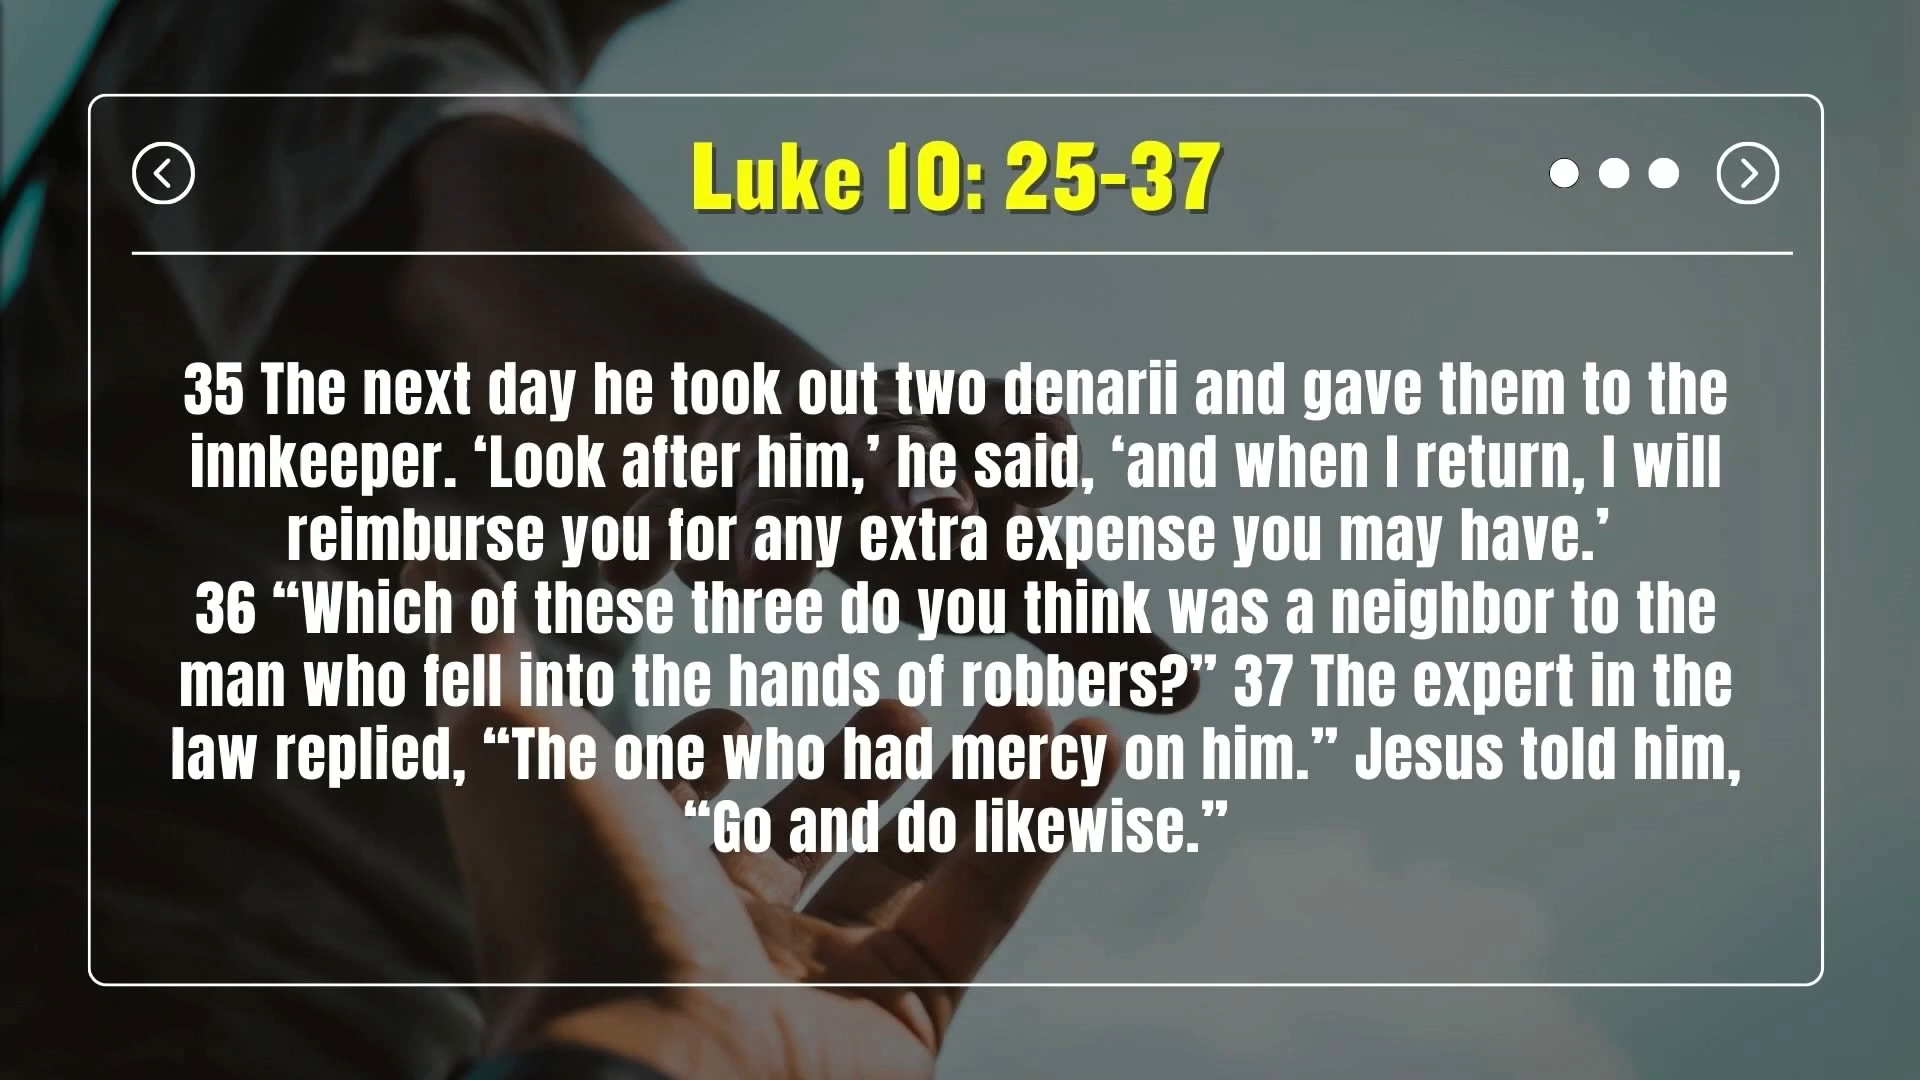 Luke 10: 25-37
35 The next day he took out two denarii and gave them to the
innkeeper. ‘Look after him,’ he said, ‘and when I return, I will
reimburse you for any extra expense you may have.’
36 “Which of these three do you think was a neighbor to the
man who fell into the hands of robbers?” 37 The expert in the
law replied, “The one who had mercy on him.” Jesus told him,
“Go and do likewise.”